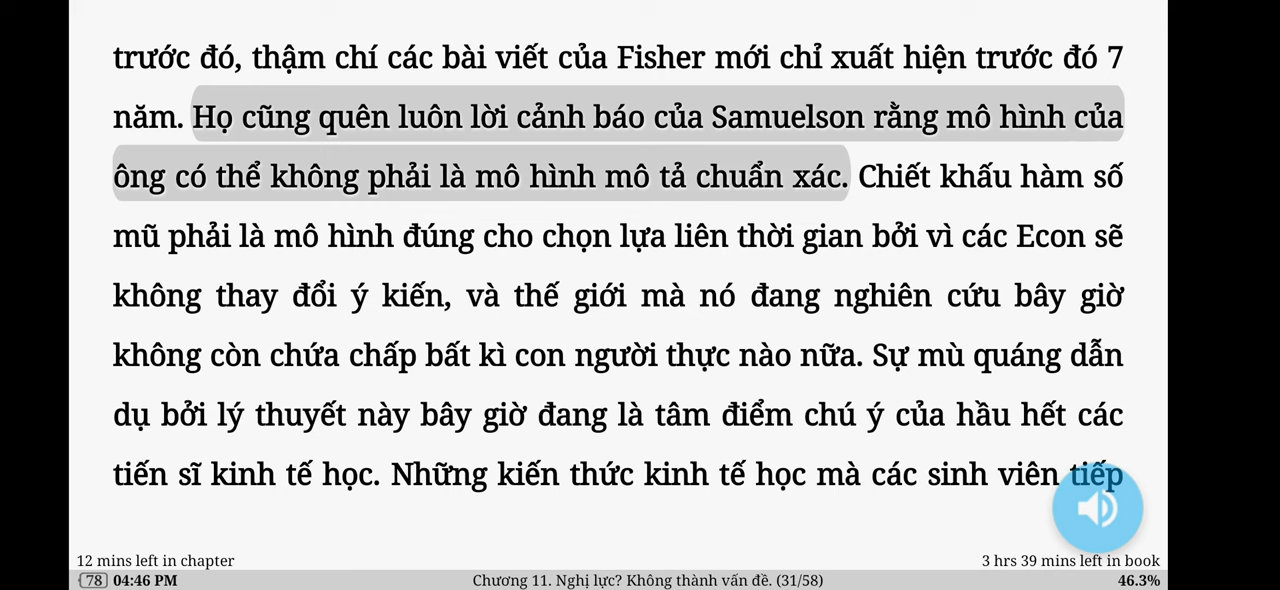 trước đó, thậm chí các bài viết của Fisher mới chỉ xuất hiện trước đó 7
năm. Họ cũng quên luôn lời cảnh báo của Samuelson rằng mô hình của
ông có thể không phải là mô hình mô tả chuẩn xác. Chiết khấu hàm số
mũ phải là mô hình đúng cho chọn lựa liên thời gian bởi vì các Econ sẽ
không thay đổi ý kiến, và thế giới mà nó đang nghiên cứu bây giờ
không còn chứa chấp bất kì con người thực nào nữa. Sự mù quáng dẫn
dụ bởi lý thuyết này bây giờ đang là tâm điểm chú ý của hầu hết các
tiến sĩ kinh tế học. Những kiến thức kinh tế học mà các sinh viên tiếp
12 mins left in chapter 3 hrs 39 mins left in book
78 04:46 PM Chương 11. Nghị lực? Không thành vấn đề. (31/58) 46.3%